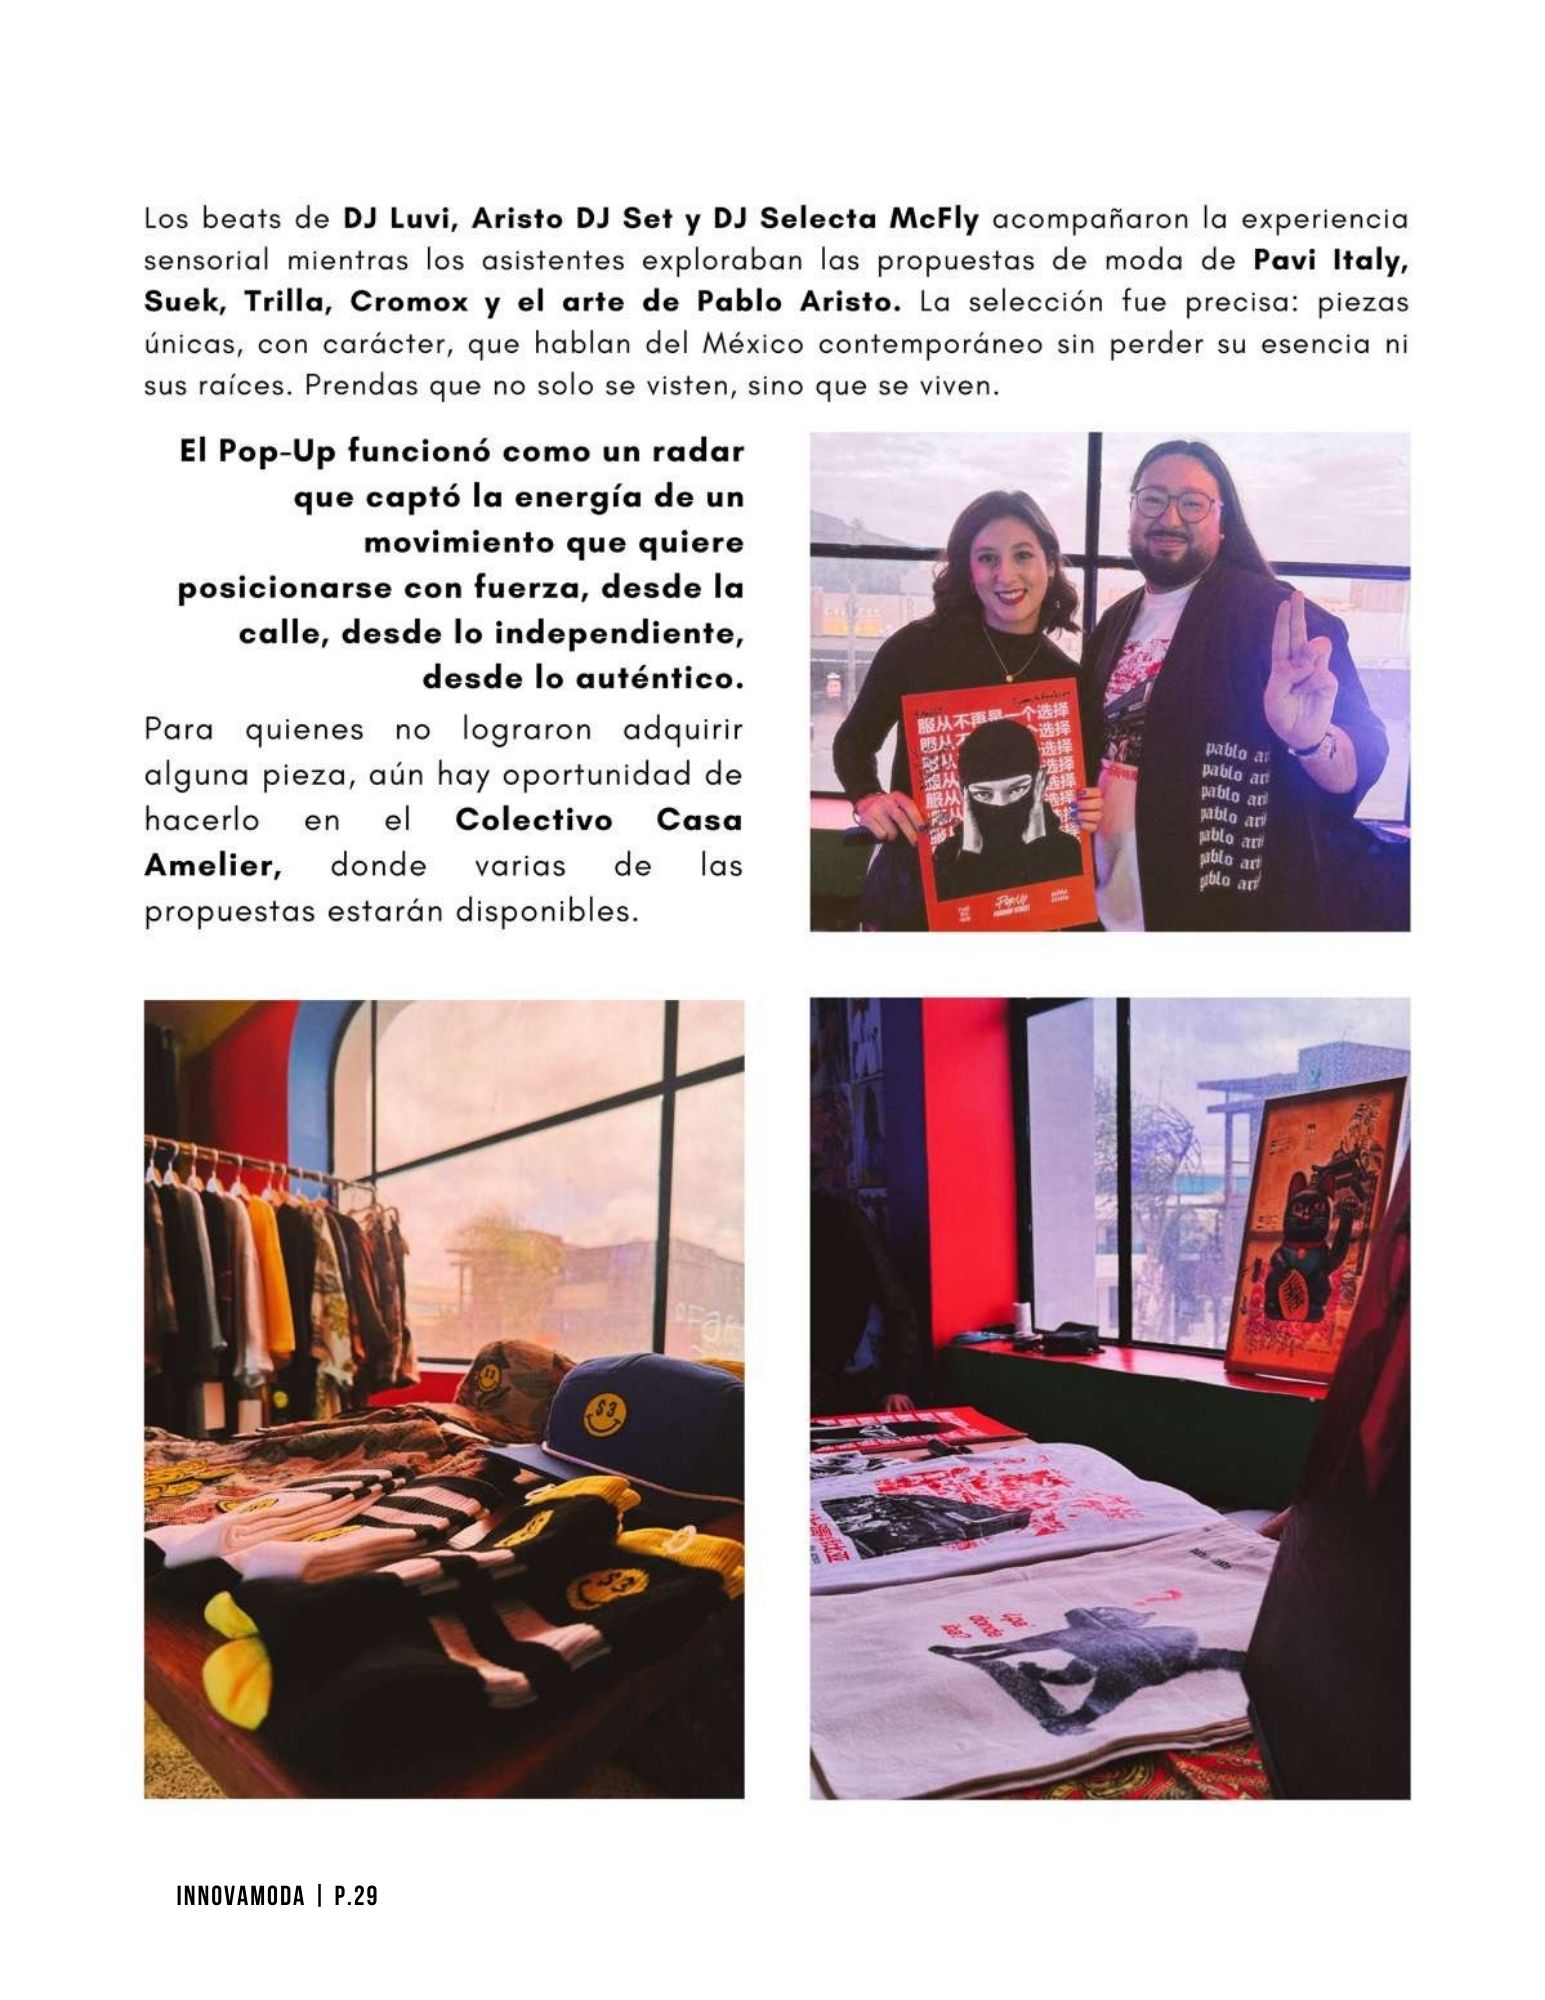 Los beats de DJ Luvi, Aristo DJ Set y DJ Selecta McFly acompañaron la experiencia
sensorial mientras los asistentes exploraban las propuestas de moda de Pavi Italy,
Suek, Trilla, Cromox y el arte de Pablo Aristo. La selección fue precisa: piezas
únicas, con carácter, que hablan del México contemporáneo sin perder su esencia ni
sus raíces. Prendas que no solo se visten, sino que se viven.
El Pop-Up funcionó como un radar
que captó la energía de un
movimiento que quiere
posicionarse con fuerza, desde la
calle, desde lo independiente,
desde lo auténtico.
Para quienes no lograron adquirir
alguna pieza, aún hay oportunidad de
hacerlo en el Colectivo Casa
Amelier, donde varias de las
propuestas estarán disponibles.
服从不再是一个选择
Pop-Up
FASHION STREET
pablo
pablo
pablo
pablo
pablo
pablo
pablo
S3
S3
¿pa'
donde
iba?
INNOVAMODA | P.29